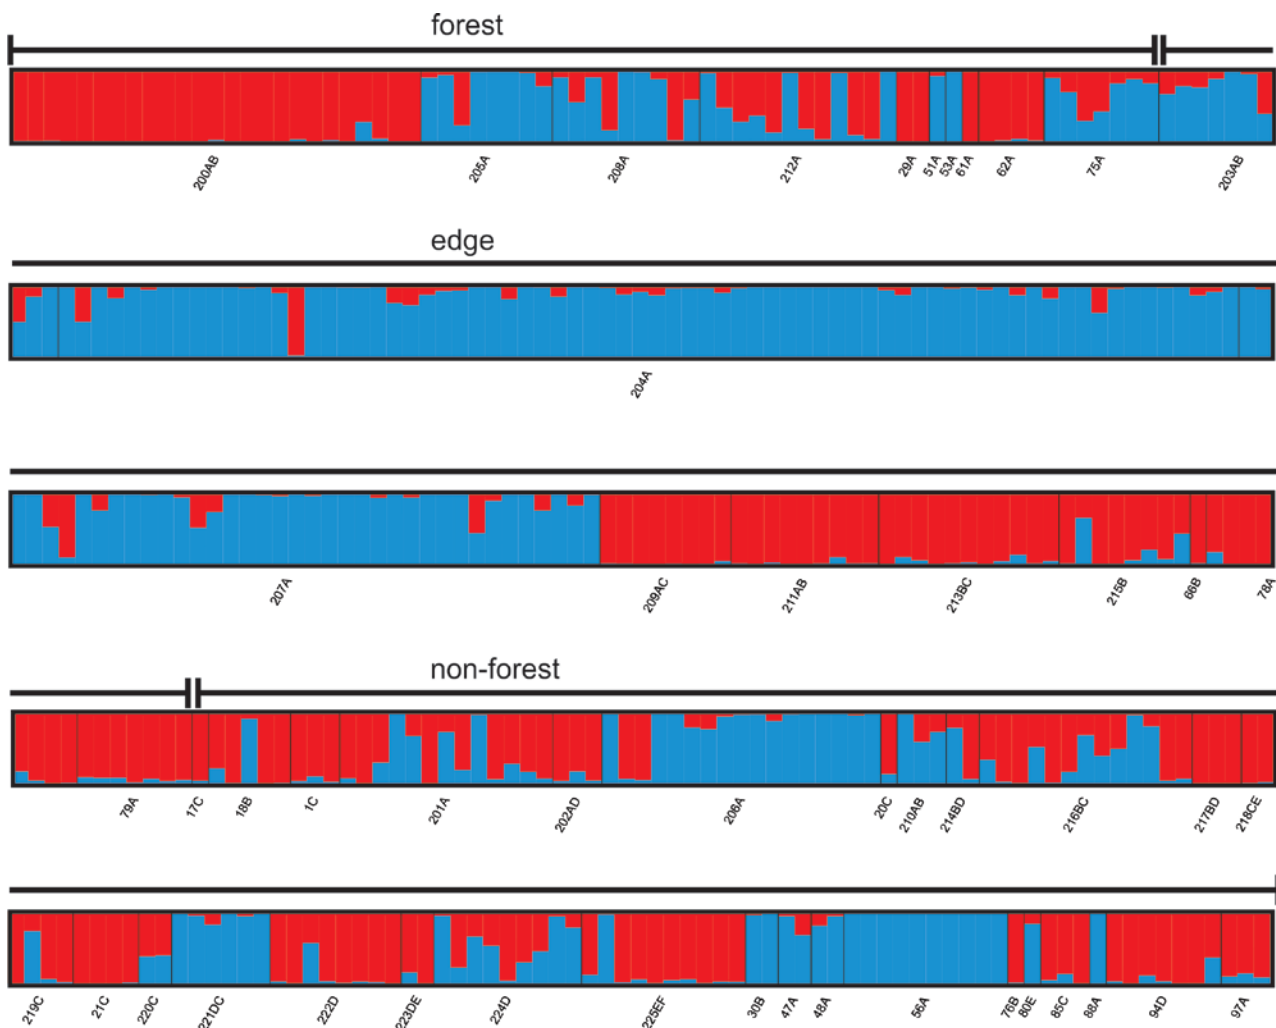 forest
200AB 205A 208A 212A 29A 51A 53A 61A 62A 75A 203AB
edge
204A
207A 209AC 211AB 213BC 215B 66B 78A
non-forest
79A 17C 18B 1C 201A 202AD 206A 20C 210AB 214BD 216BC 217BD 218CE
219C 21C 220C 221DC 222D 223DE 224D 225EF 30B 47A 48A 56A 76B 80E 85C 88A 94D 97A